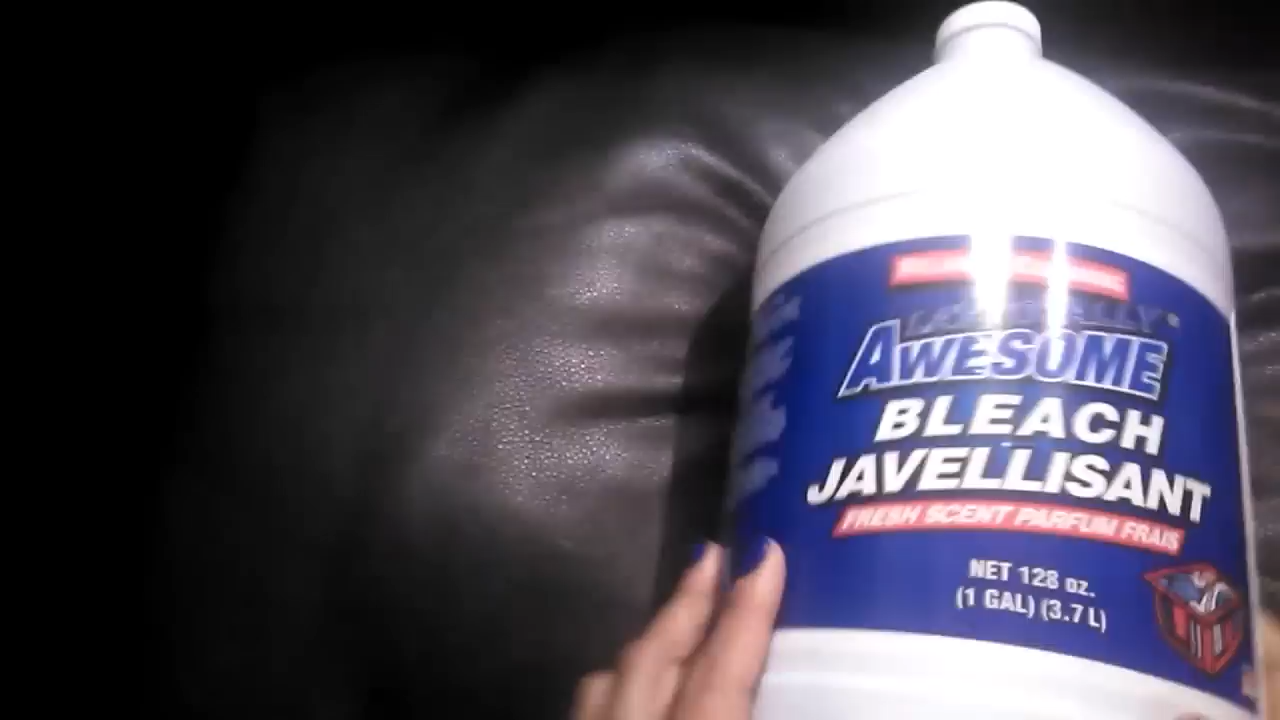 AWESOME
BLEACH
JAVELLISANT
FRESH SCENT PARFUM FRAIS
NET 128 oz.
(1 GAL) (3.7 L)